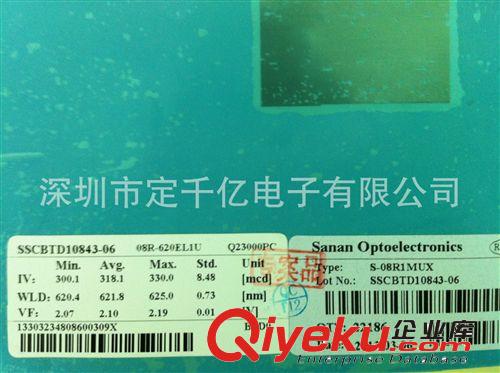 深圳市定千亿电子有限公司
SSCBTD10843-06 08R-620EL1U Q23000PC
Min. Avg. Max. Std. Unit
IV: 300.1 318.1 330.0 8.48 [mcd]
WLD: 620.4 621.8 625.0 0.73 [nm]
VF: 2.07 2.10 2.19 0.01 [V]
13303234808600309X
Sanan Optoelectronics
Type: S-08R1MUX
Lot No.: SSCBTD10843-06
22186
Qiyeku.com 企业库
Enterprise Database